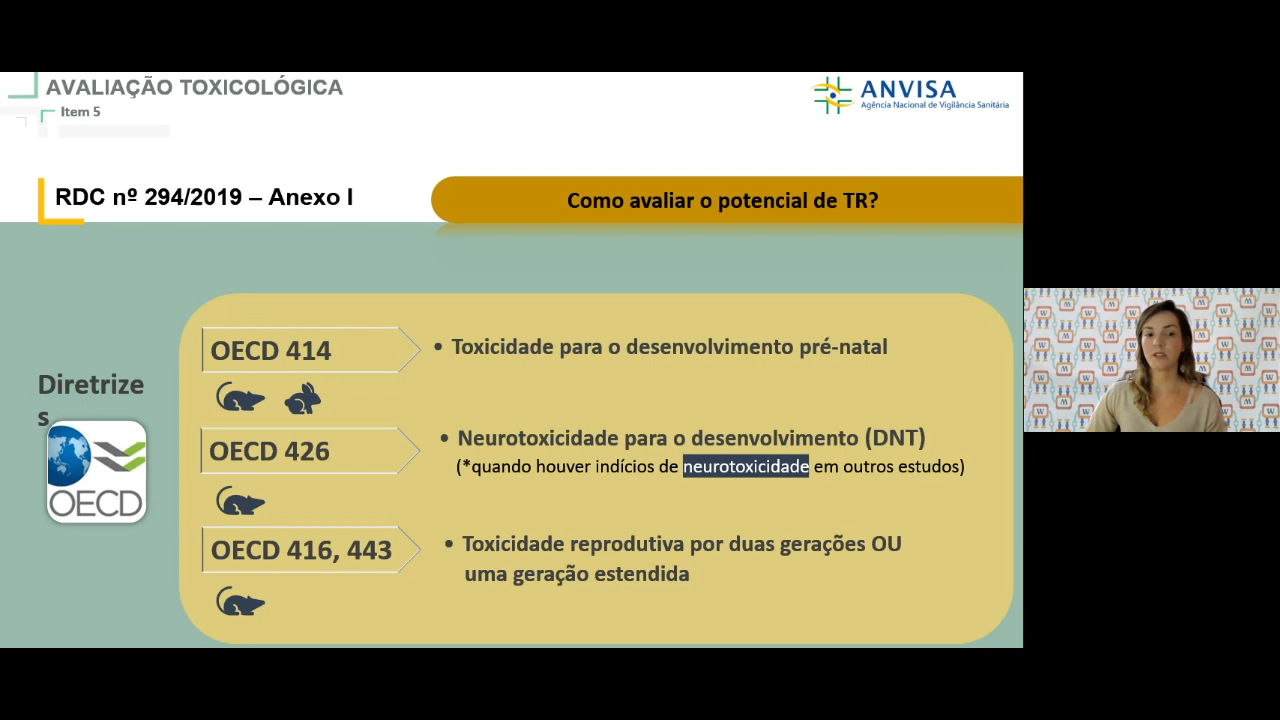 AVALIAÇÃO TOXICOLÓGICA
Item 5
ANVISA
Agência Nacional de Vigilância Sanitária
RDC nº 294/2019 – Anexo I
Como avaliar o potencial de TR?
Diretrize
s
OECD
OECD 414
• Toxicidade para o desenvolvimento pré-natal
OECD 426
• Neurotoxicidade para o desenvolvimento (DNT)
(*quando houver indícios de neurotoxicidade em outros estudos)
OECD 416, 443
• Toxicidade reprodutiva por duas gerações OU
uma geração estendida